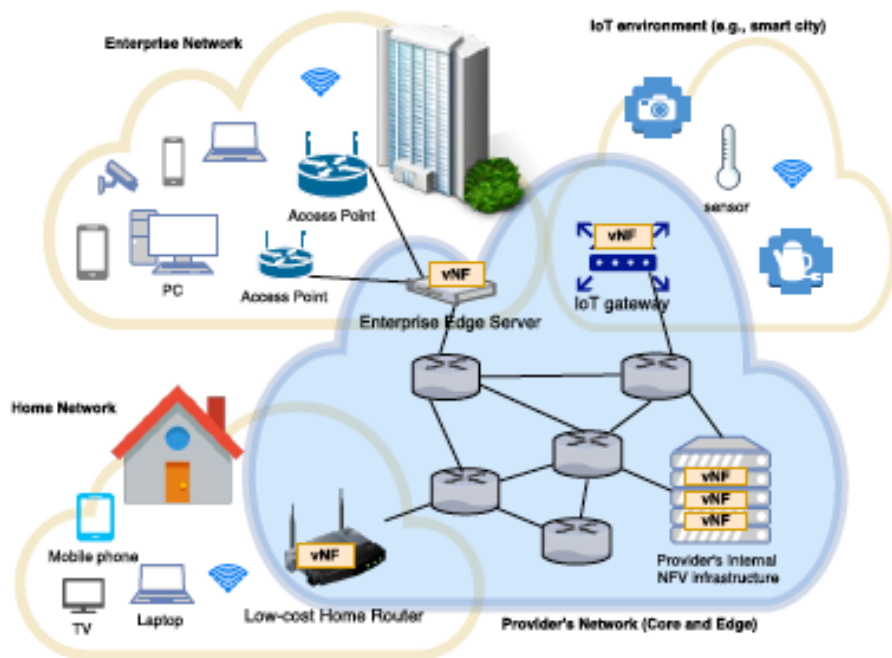 Enterprise Network
IoT environment (e.g., smart city)
Access Point
sensor
vNF
PC
Access Point
vNF
IoT gateway
Enterprise Edge Server
Home Network
vNF
vNF
vNF
Mobile phone
vNF
Provider's Internal
NFV infrastructure
TV
Laptop
Low-cost Home Router
Provider's Network (Core and Edge)